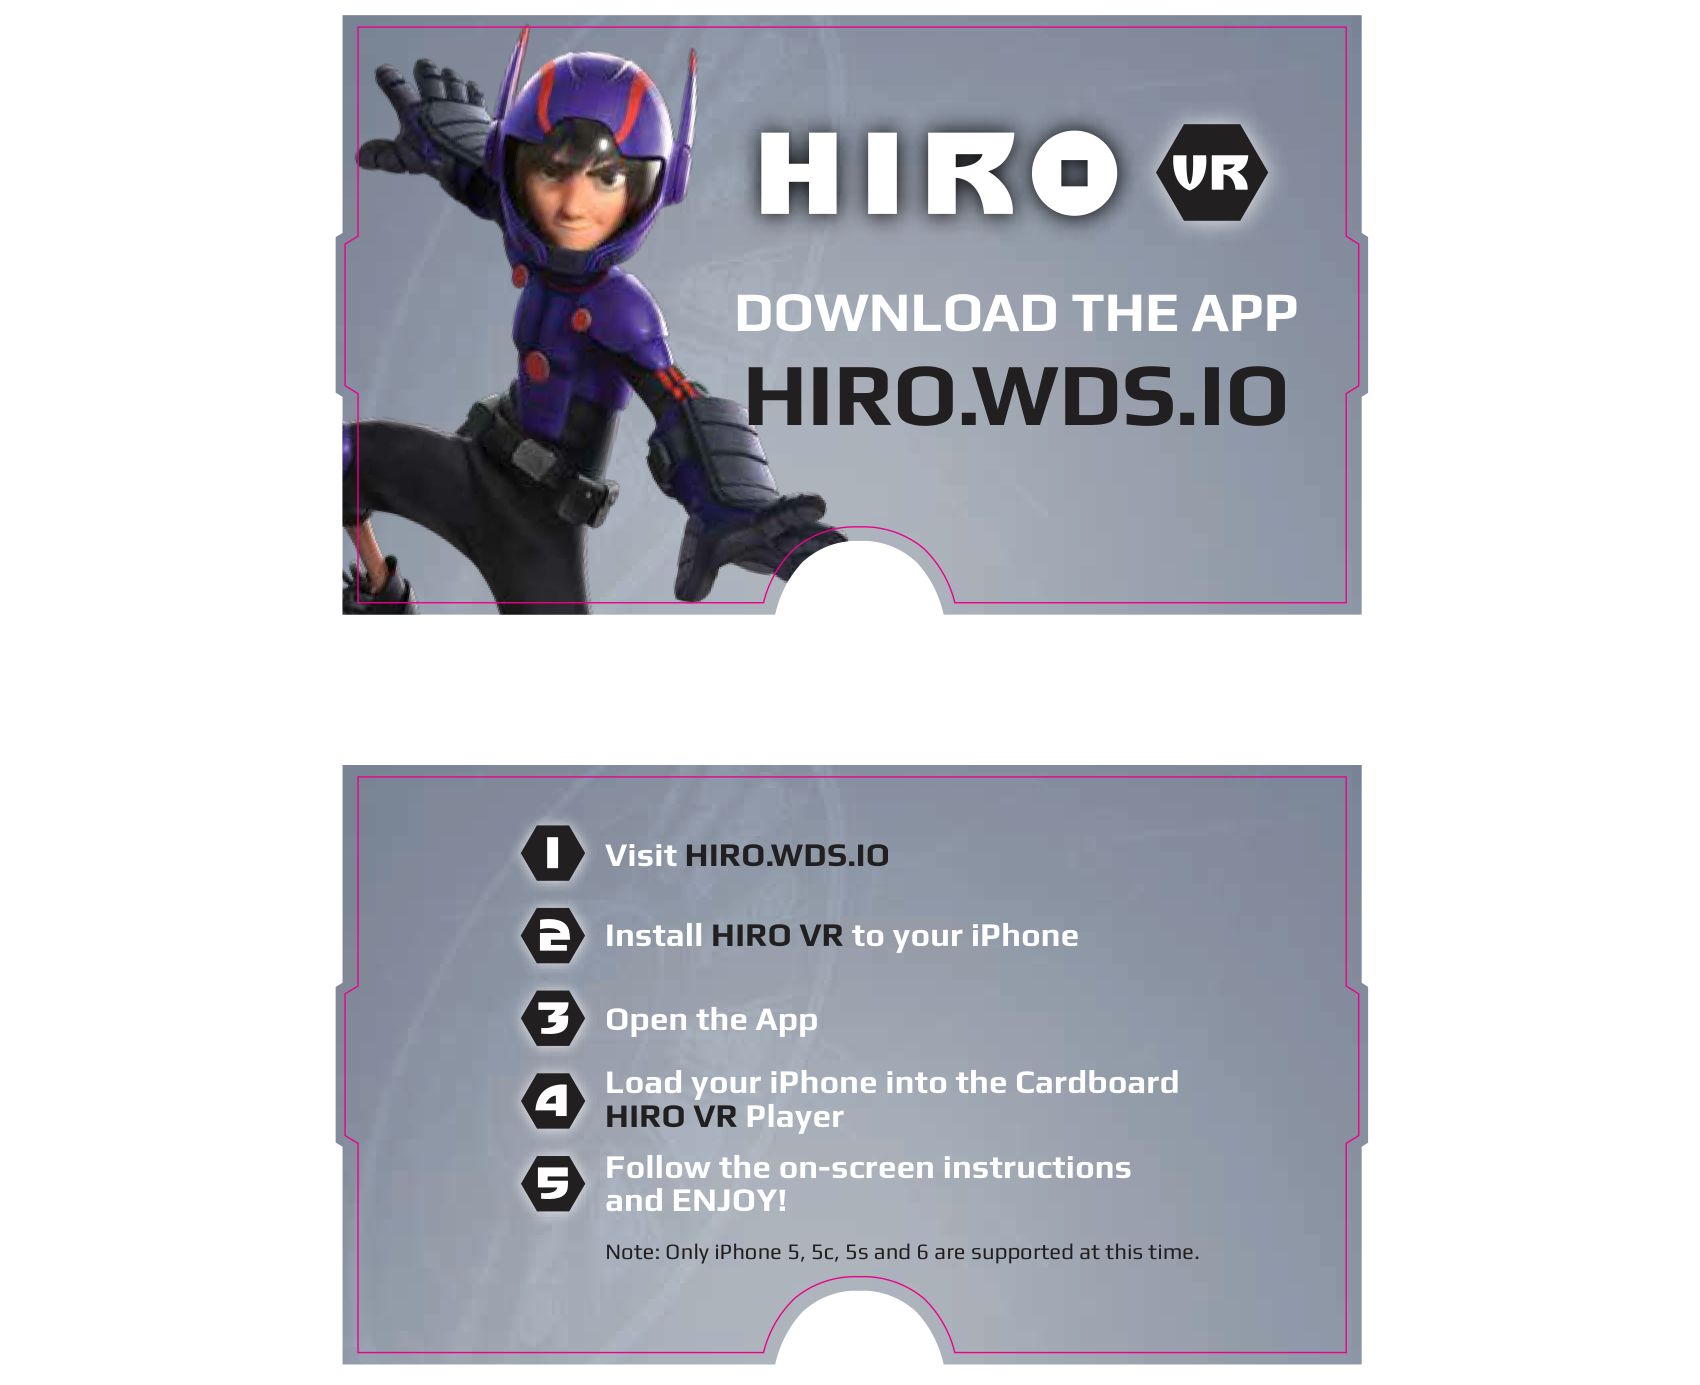 HIRO VR
DOWNLOAD THE APP
HIRO.WDS.IO
1 Visit HIRO.WDS.IO
2 Install HIRO VR to your iPhone
3 Open the App
4 Load your iPhone into the Cardboard
HIRO VR Player
5 Follow the on-screen instructions
and ENJOY!
Note: Only iPhone 5, 5c, 5s and 6 are supported at this time.